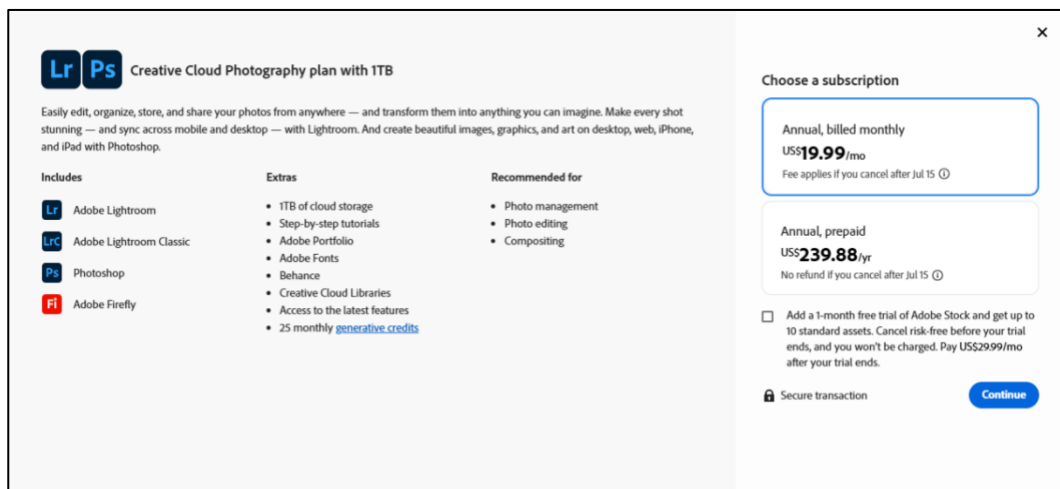 Lr Ps Creative Cloud Photography plan with 1TB
Easily edit, organize, store, and share your photos from anywhere — and transform them into anything you can imagine. Make every shot
stunning — and sync across mobile and desktop — with Lightroom. And create beautiful images, graphics, and art on desktop, web, iPhone,
and iPad with Photoshop.
Includes
Lr Adobe Lightroom
LrC Adobe Lightroom Classic
Ps Photoshop
Fi Adobe Firefly
Extras
• 1TB of cloud storage
• Step-by-step tutorials
• Adobe Portfolio
• Adobe Fonts
• Behance
• Creative Cloud Libraries
• Access to the latest features
• 25 monthly generative credits
Recommended for
• Photo management
• Photo editing
• Compositing
Choose a subscription
Annual, billed monthly
US$19.99/mo
Fee applies if you cancel after Jul 15
Annual, prepaid
US$239.88/yr
No refund if you cancel after Jul 15
Add a 1-month free trial of Adobe Stock and get up to
10 standard assets. Cancel risk-free before your trial
ends, and you won't be charged. Pay US$29.99/mo
after your trial ends.
Secure transaction
Continue